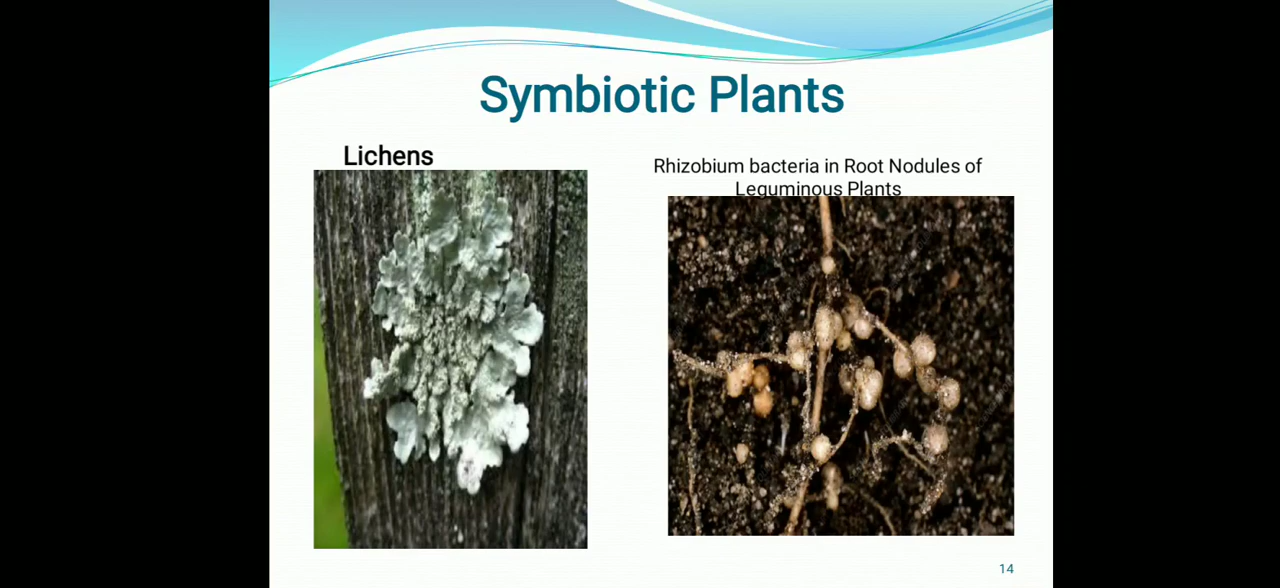 Symbiotic Plants
Lichens
Rhizobium bacteria in Root Nodules of
Leguminous Plants
14